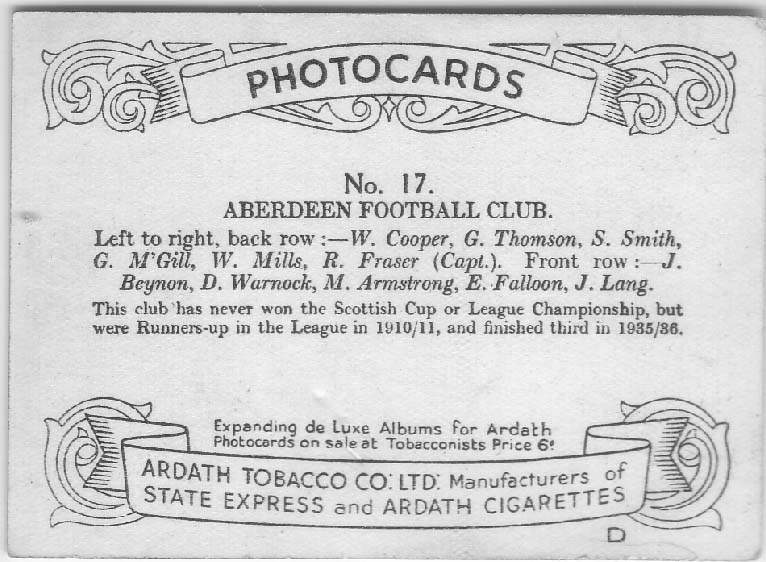 PHOTOCARDS
No. 17.
ABERDEEN FOOTBALL CLUB.
Left to right, back row :—W. Cooper, G. Thomson, S. Smith,
G. M'Gill, W. Mills, R. Fraser (Capt.). Front row :—J.
Beynon, D. Warnock, M. Armstrong, E. Falloon, J. Lang.
This club has never won the Scottish Cup or League Championship, but
were Runners-up in the League in 1910/11, and finished third in 1935/36.
Expanding de Luxe Albums for Ardath
Photocards on sale at Tobacconists Price 6ᵈ
ARDATH TOBACCO CO: LTD: Manufacturers of
STATE EXPRESS and ARDATH CIGARETTES
D